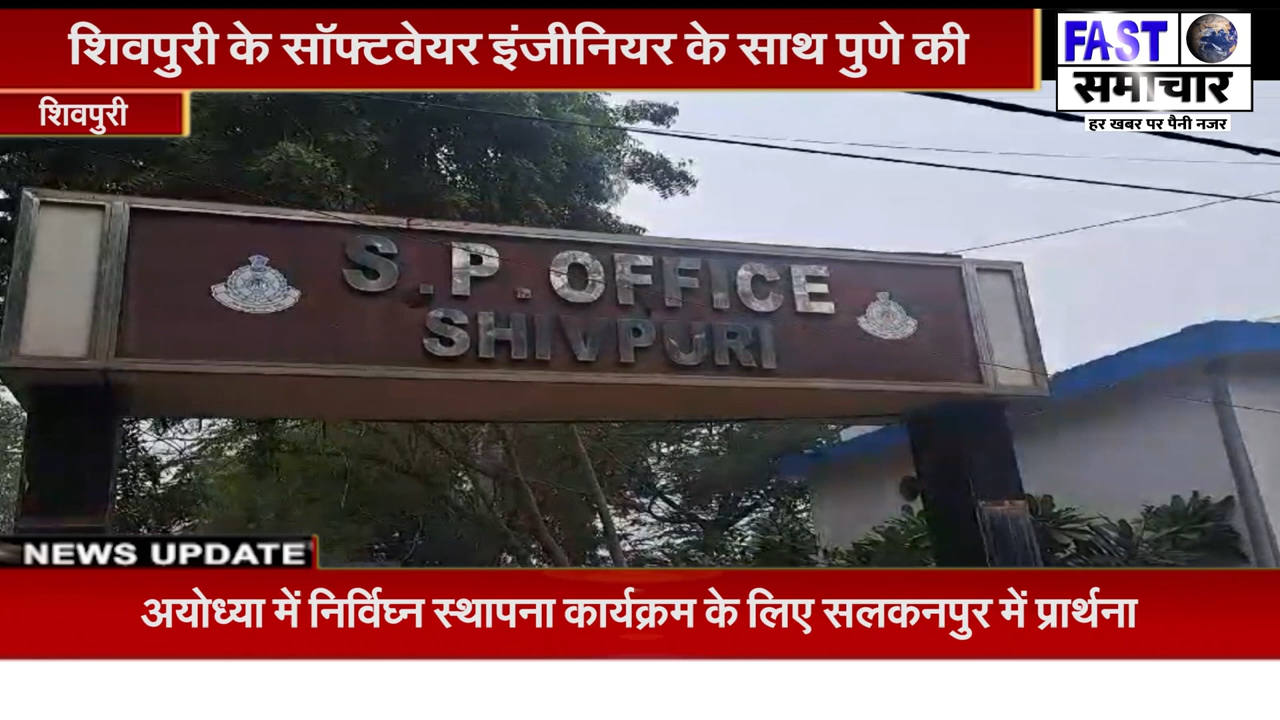 शिवपुरी के सॉफ्टवेयर इंजीनियर के साथ पुणे की
FAST
समाचार
हर खबर पर पैनी नजर
शिवपुरी
S.P. OFFICE
SHIVPURI
NEWS UPDATE
अयोध्या में निर्विघ्न स्थापना कार्यक्रम के लिए सलकनपुर में प्रार्थना